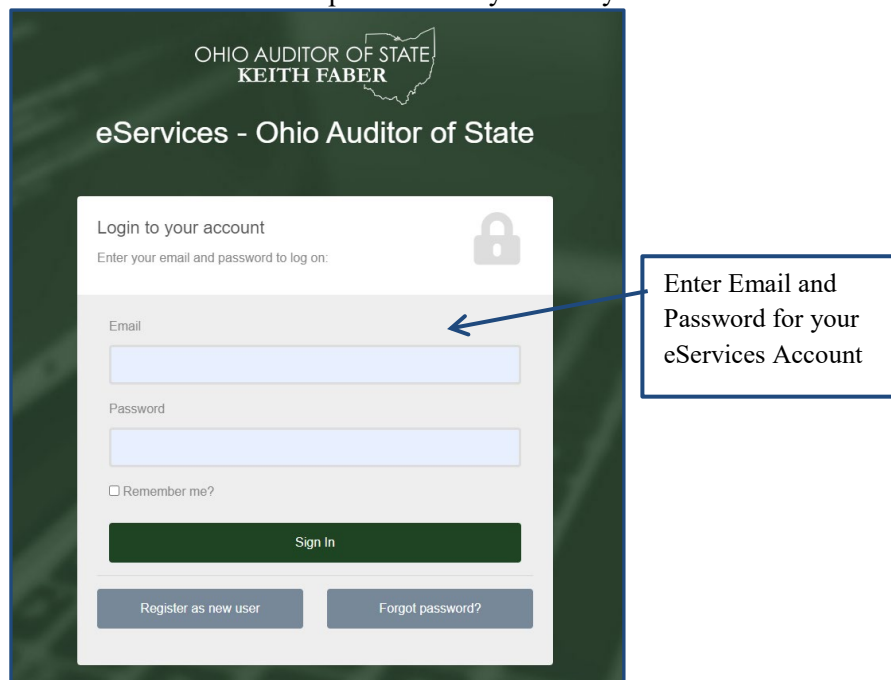 OHIO AUDITOR OF STATE
KEITH FABER
eServices - Ohio Auditor of State
Login to your account
Enter your email and password to log on:
Email
Password
Remember me?
Sign In
Register as new user
Forgot password?
Enter Email and
Password for your
eServices Account